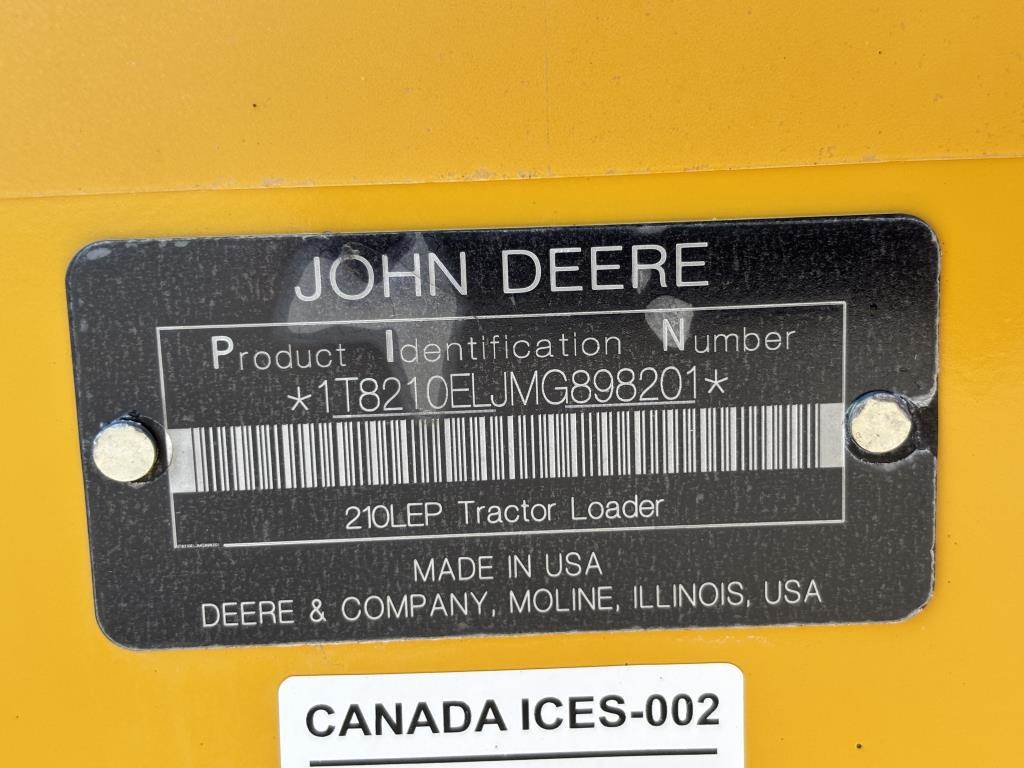 JOHN DEERE
Product Identification Number
*1T8210ELJMG898201*
210LEP Tractor Loader
MADE IN USA
DEERE & COMPANY, MOLINE, ILLINOIS, USA
CANADA ICES-002